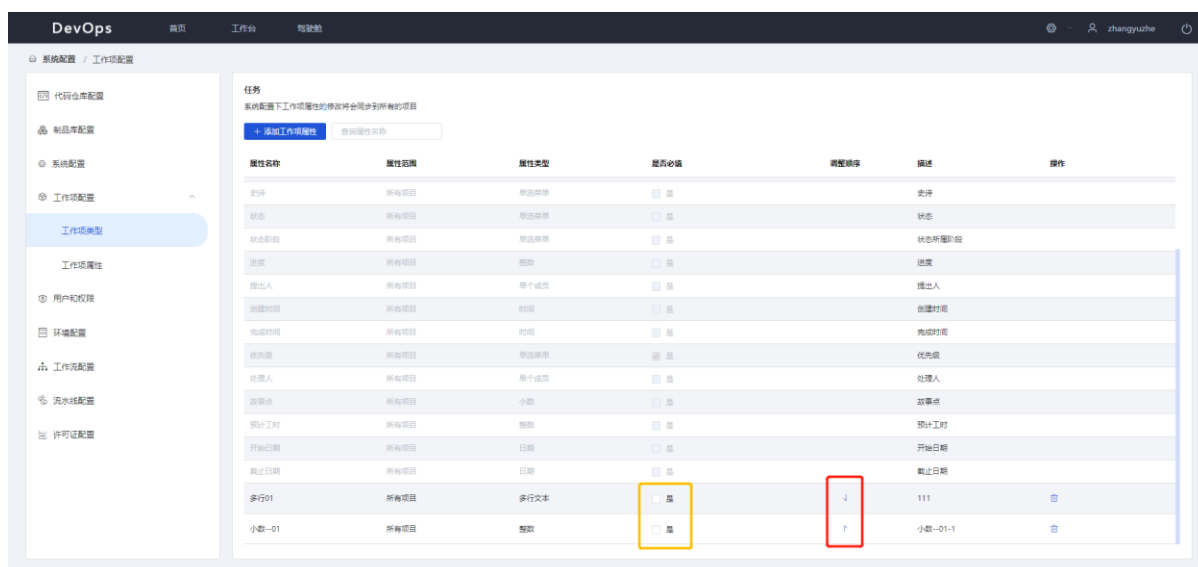 DevOps 首页 工作台 驾驶舱 zhangyuzhe
系统配置 / 工作项配置
代码仓库配置
制品库配置
系统配置
工作项配置
工作项类型
工作项属性
用户和权限
环境配置
工作流配置
流水线配置
许可证配置
任务
系统配置下工作项属性的修改将会同步到所有的项目
+ 添加工作项属性 查询属性名称
属性名称 属性范围 属性类型 是否必填 调整顺序 描述 操作
史诗 所有项目 单选菜单 是 史诗
状态 所有项目 单选菜单 是 状态
状态阶段 所有项目 单选菜单 是 状态所属阶段
进度 所有项目 整数 是 进度
提出人 所有项目 单个成员 是 提出人
创建时间 所有项目 时间 是 创建时间
完成时间 所有项目 时间 是 完成时间
优先级 所有项目 单选菜单 是 优先级
处理人 所有项目 单个成员 是 处理人
故事点 所有项目 小数 是 故事点
预计工时 所有项目 整数 是 预计工时
开始日期 所有项目 日期 是 开始日期
截止日期 所有项目 日期 是 截止日期
多行01 所有项目 多行文本 是 ↓ 111
小数--01 所有项目 整数 是 ↑ 小数--01-1